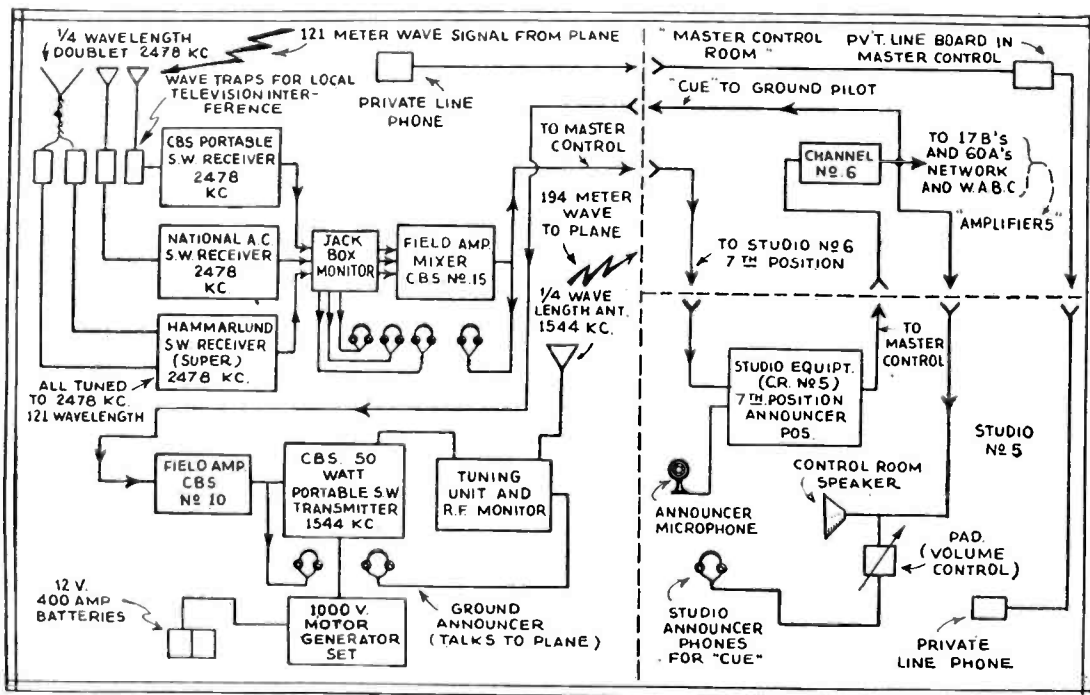 1/4 WAVELENGTH
DOUBLET 2478 KC
121 METER WAVE SIGNAL FROM PLANE
WAVE TRAPS FOR LOCAL
TELEVISION INTER-
FERENCE
PRIVATE LINE
PHONE
"MASTER CONTROL
ROOM"
PV'T. LINE BOARD IN
MASTER CONTROL
"CUE" TO GROUND PILOT
TO MASTER
CONTROL
CHANNEL
No. 6
TO 17B's
AND 60A's
NETWORK
AND W.A.B.C
"AMPLIFIERS"
CBS PORTABLE
S.W. RECEIVER
2478
KC
NATIONAL A.C
S.W. RECEIVER
2478
KC
HAMMARLUND
S.W. RECEIVER
(SUPER)
2478 KC.
JACK
BOX
MONITOR
FIELD AMP.
MIXER
CBS No. 15
194 METER
WAVE
TO PLANE
1/4 WAVE
LENGTH ANT.
1544 KC.
TO STUDIO No 6
7TH POSITION
ALL TUNED
TO 2478 KC.
121 WAVELENGTH
FIELD AMP.
CBS
No 10
CBS. 50
WATT
PORTABLE S.W
TRANSMITTER
1544 KC
TUNING
UNIT AND
R.F. MONITOR
12 V.
400 AMP
BATTERIES
1000 V.
MOTOR
GENERATOR
SET
GROUND
ANNOUNCER
(TALKS TO PLANE)
STUDIO EQUIPT.
(C.R. No 5)
7TH. POSITION
ANNOUNCER
POS.
TO
MASTER
CONTROL
STUDIO
No 5
ANNOUNCER
MICROPHONE
CONTROL ROOM
SPEAKER
PAD.
(VOLUME
CONTROL)
STUDIO
ANNOUNCER
PHONES
FOR "CUE"
PRIVATE
LINE PHONE